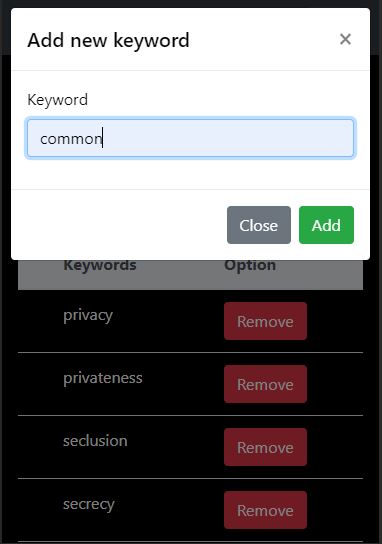 Add new keyword ×
Keyword
common
Close Add
Keywords Option
privacy Remove
privateness Remove
seclusion Remove
secrecy Remove